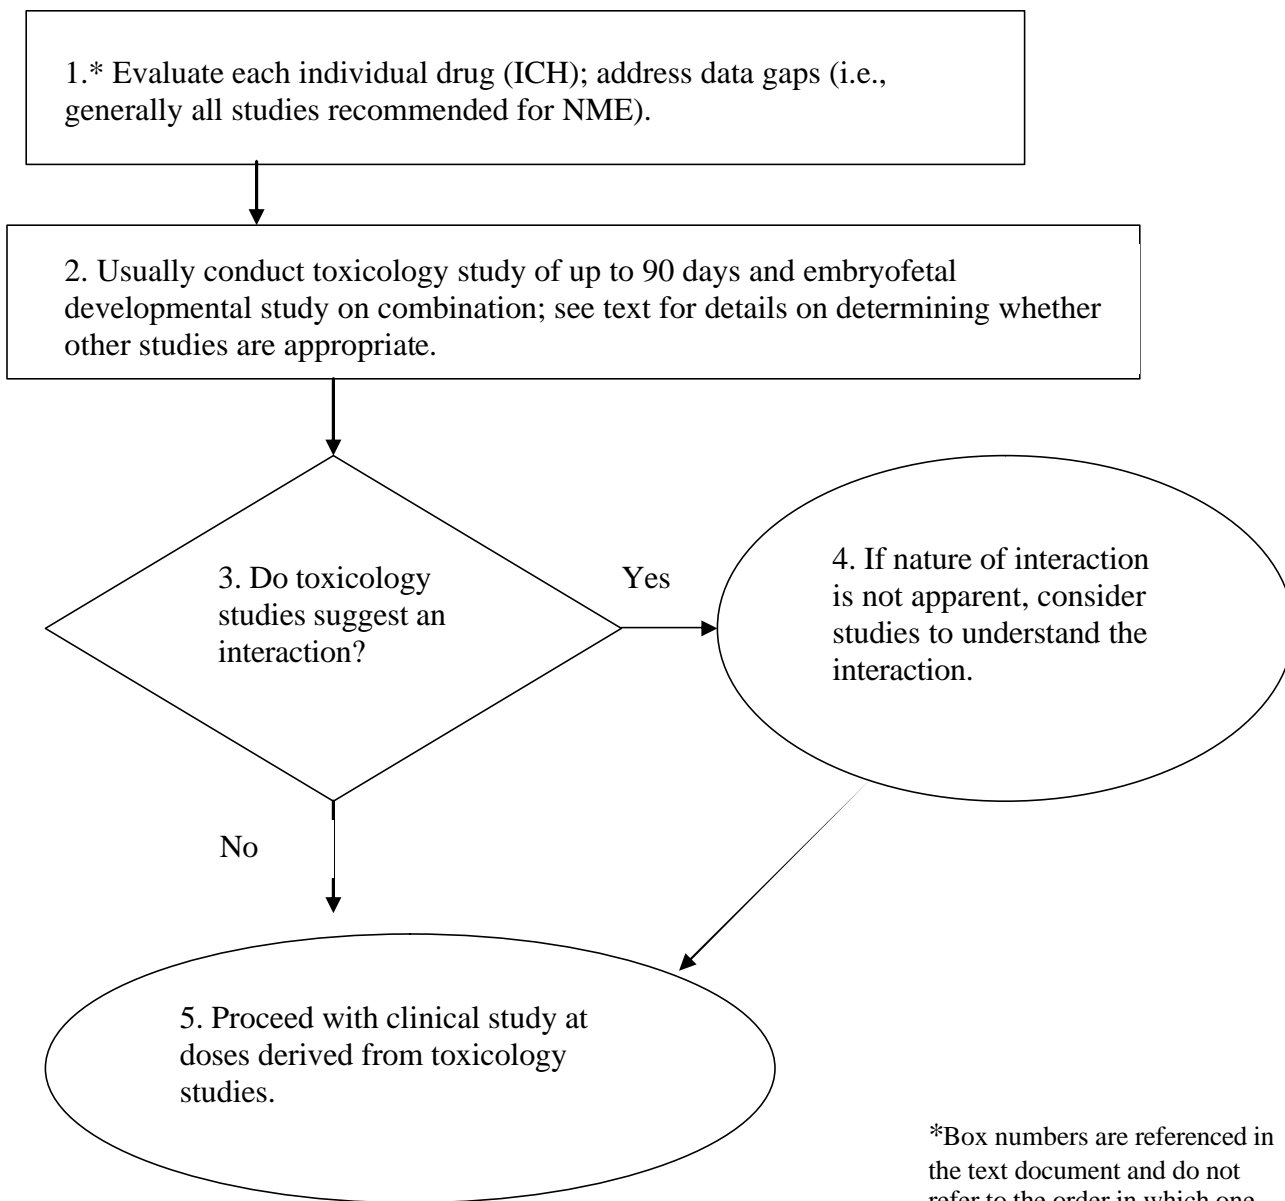 1.* Evaluate each individual drug (ICH); address data gaps (i.e.,
generally all studies recommended for NME).
2. Usually conduct toxicology study of up to 90 days and embryofetal
developmental study on combination; see text for details on determining whether
other studies are appropriate.
3. Do toxicology
studies suggest an
interaction?
Yes
4. If nature of interaction
is not apparent, consider
studies to understand the
interaction.
No
5. Proceed with clinical study at
doses derived from toxicology
studies.
*Box numbers are referenced in
the text document and do not
refer to the order in which one